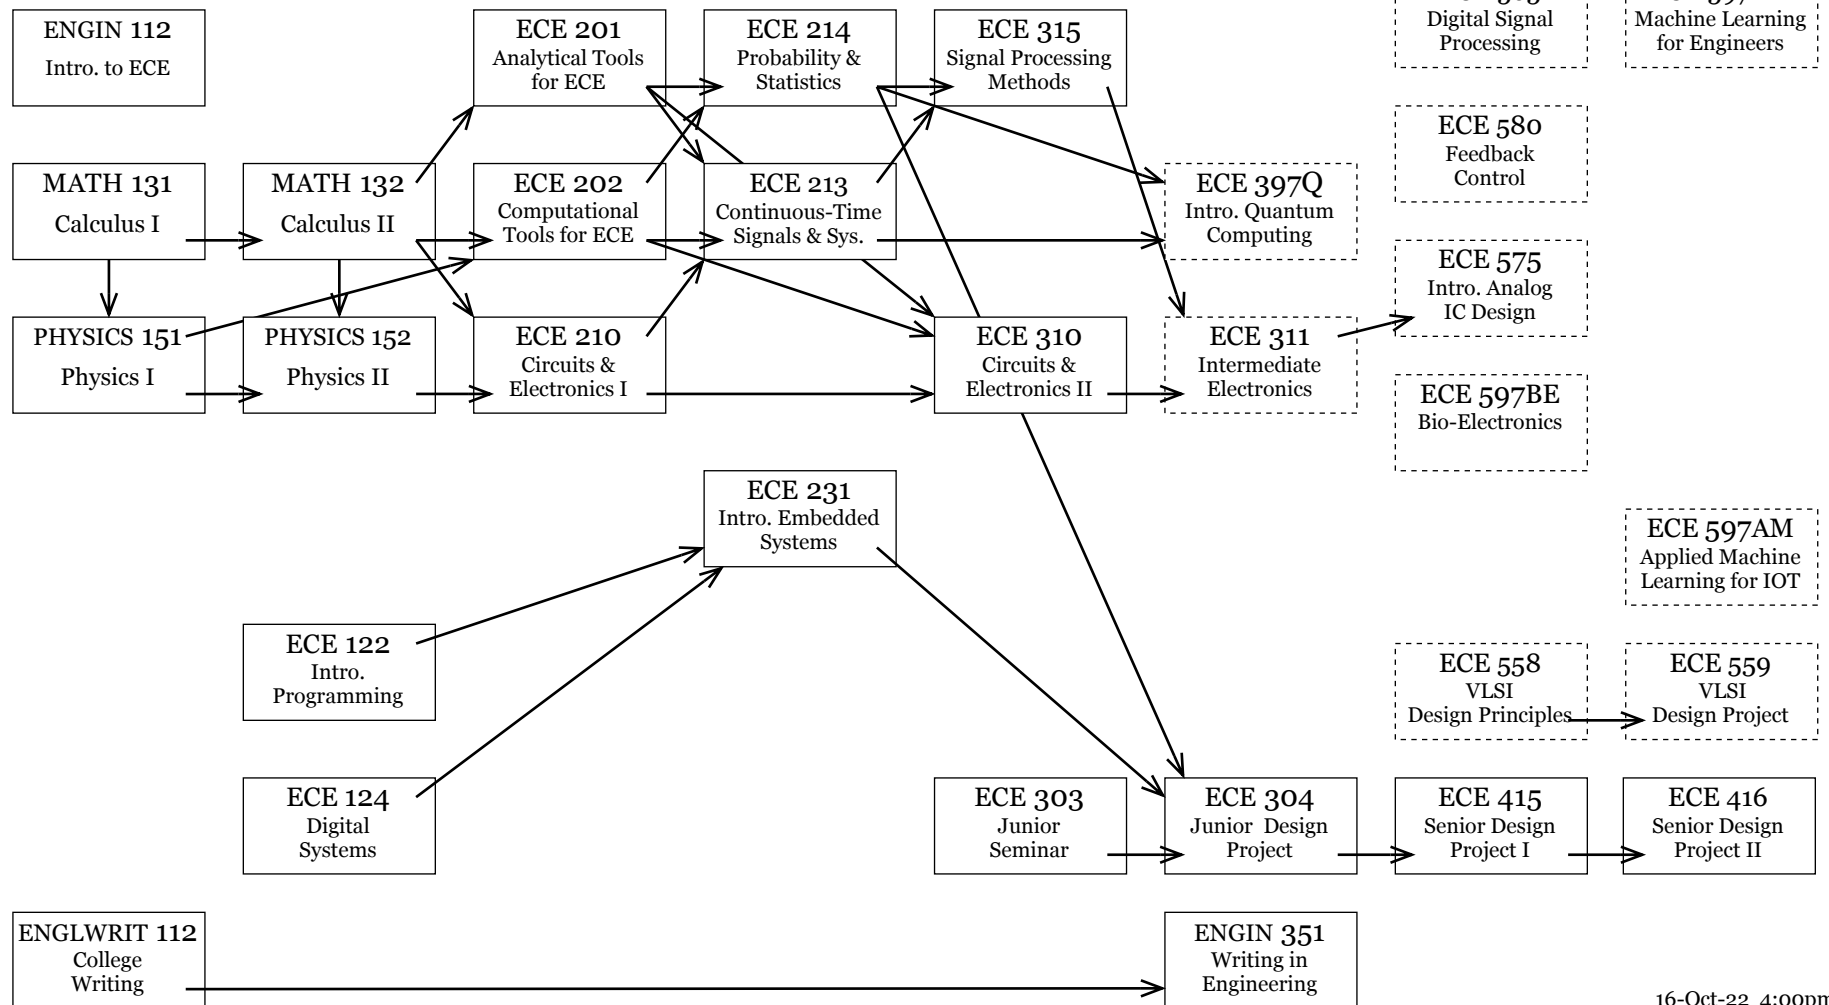 ENGIN 112
Intro. to ECE
ECE 201
Analytical Tools
for ECE
ECE 214
Probability &
Statistics
ECE 315
Signal Processing
Methods
Digital Signal
Processing
Machine Learning
for Engineers
ECE 580
Feedback
Control
MATH 131
Calculus I
MATH 132
Calculus II
ECE 202
Computational
Tools for ECE
ECE 213
Continuous-Time
Signals & Sys.
ECE 397Q
Intro. Quantum
Computing
ECE 575
Intro. Analog
IC Design
PHYSICS 151
Physics I
PHYSICS 152
Physics II
ECE 210
Circuits &
Electronics I
ECE 310
Circuits &
Electronics II
ECE 311
Intermediate
Electronics
ECE 597BE
Bio-Electronics
ECE 231
Intro. Embedded
Systems
ECE 597AM
Applied Machine
Learning for IOT
ECE 122
Intro.
Programming
ECE 558
VLSI
Design Principles
ECE 559
VLSI
Design Project
ECE 124
Digital
Systems
ECE 303
Junior
Seminar
ECE 304
Junior Design
Project
ECE 415
Senior Design
Project I
ECE 416
Senior Design
Project II
ENGLWRIT 112
College
Writing
ENGIN 351
Writing in
Engineering
16-Oct-22 4:00pm